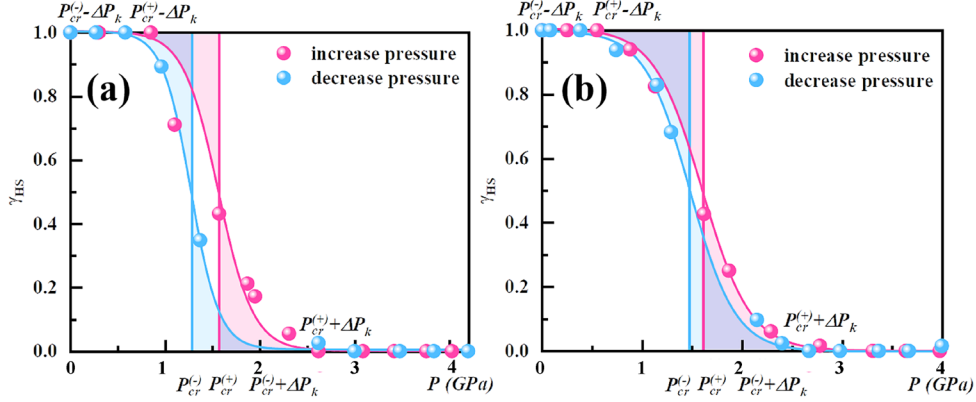 P_cr^(-)-ΔP_k P_cr^(+)-ΔP_k
(a)
increase pressure
decrease pressure
1.0
0.8
0.6
0.4
0.2
0.0
γ_HS
P_cr^(+)+ΔP_k
0 1 2 3 4
P_cr^(-) P_cr^(+) P_cr^(-)+ΔP_k P (GPa)
P_cr^(-)-ΔP_k P_cr^(+)-ΔP_k
(b)
increase pressure
decrease pressure
1.0
0.8
0.6
0.4
0.2
0.0
γ_HS
P_cr^(+)+ΔP_k
0 1 2 3 4
P_cr^(-) P_cr^(+) P_cr^(-)+ΔP_k P (GPa)